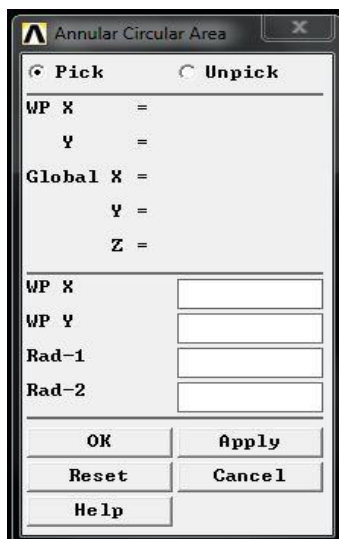 Annular Circular Area
Pick Unpick
WP X =
Y =
Global X =
Y =
Z =
WP X
WP Y
Rad-1
Rad-2
OK Apply
Reset Cancel
Help